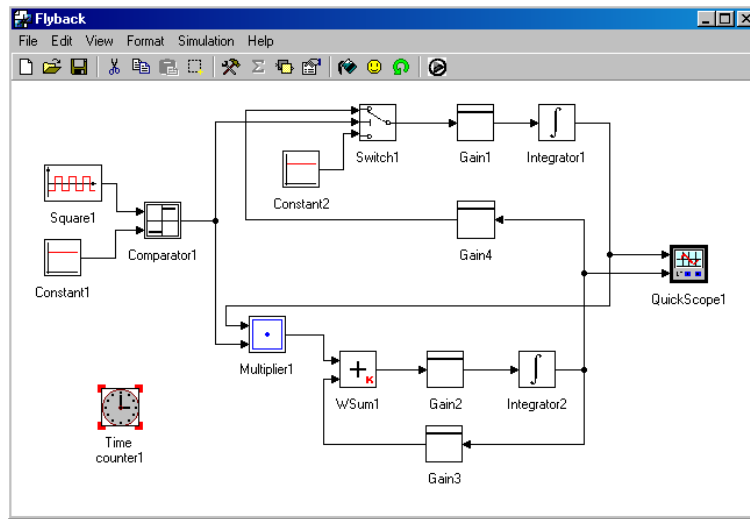 Flyback
File Edit View Format Simulation Help
Switch1
Gain1
Integrator1
Square1
Constant2
Comparator1
Gain4
Constant1
QuickScope1
Multiplier1
K
WSum1
Gain2
Integrator2
Time
counter1
Gain3